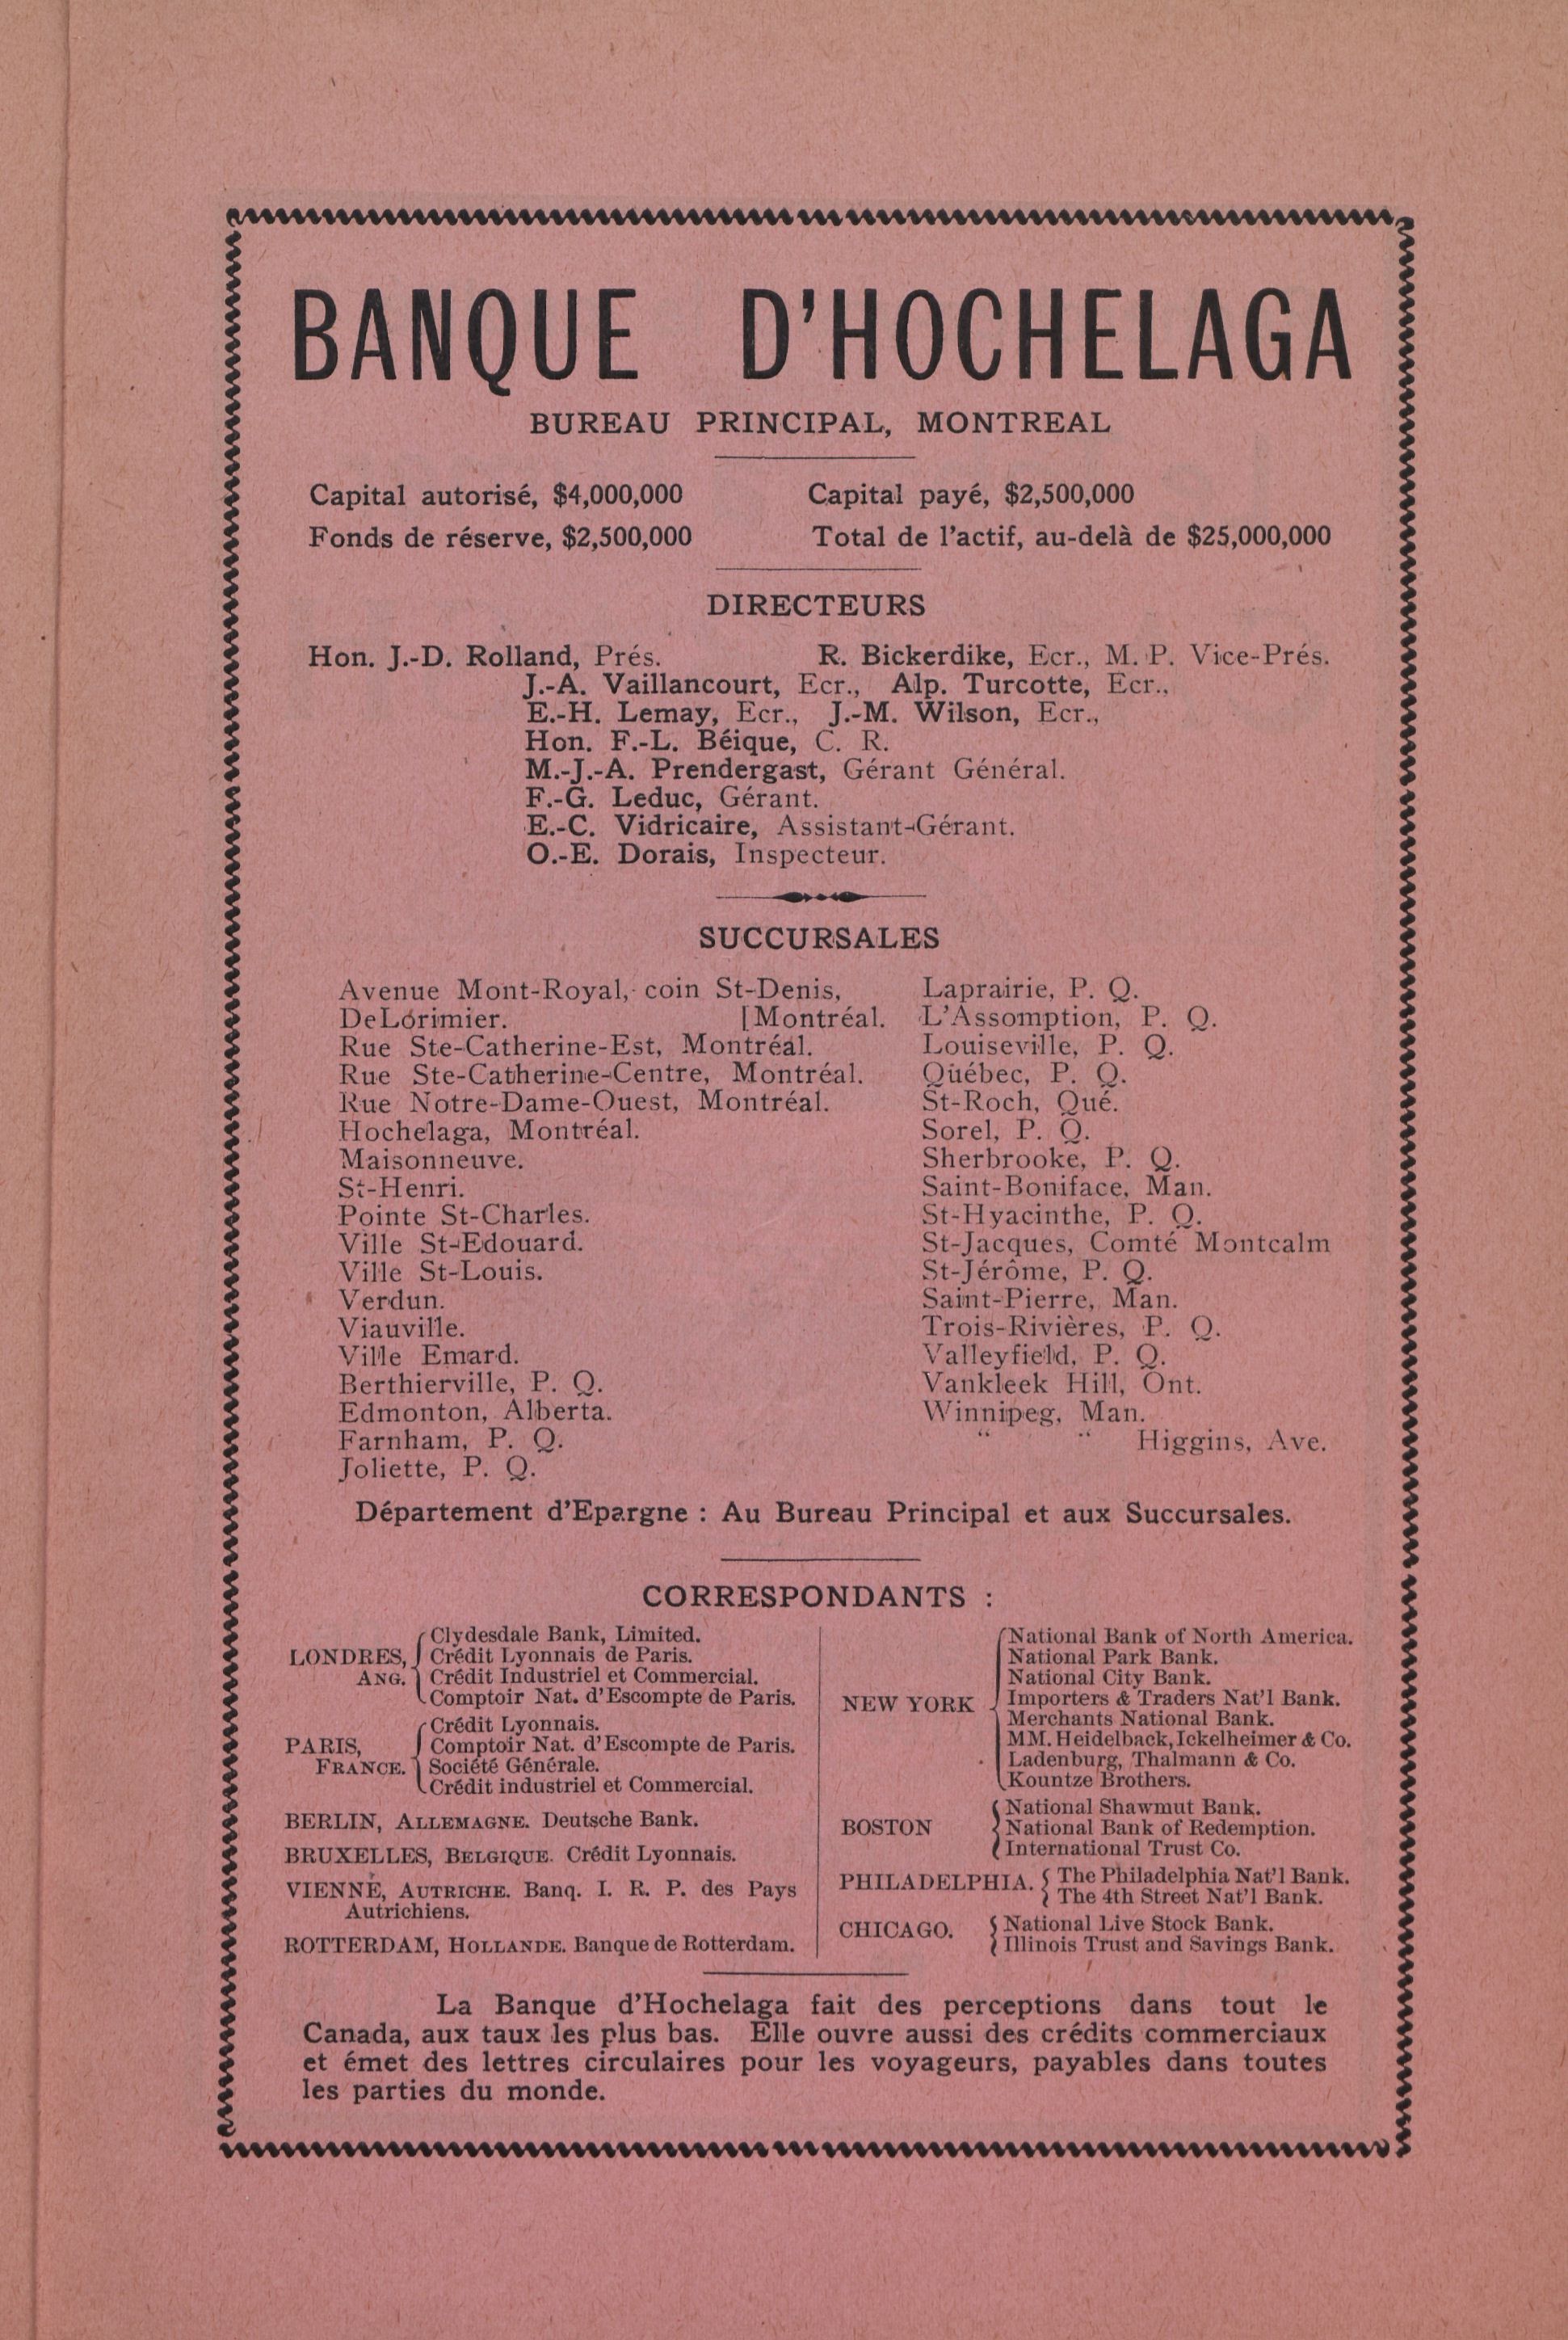 BANQUE D'HOCHELAGA
BUREAU PRINCIPAL, MONTREAL
Capital autorisé, $4,000,000 Capital payé, $2,500,000
Fonds de réserve, $2,500,000 Total de l'actif, au-delà de $25,000,000
DIRECTEURS
Hon. J.-D. Rolland, Prés. R. Bickerdike, Ecr., M. P. Vice-Prés.
J.-A. Vaillancourt, Ecr., Alp. Turcotte, Ecr.,
E.-H. Lemay, Ecr., J.-M. Wilson, Ecr.,
Hon. F.-L. Béique, C. R.
M.-J.-A. Prendergast, Gérant Général.
F.-G. Leduc, Gérant.
E.-C. Vidricaire, Assistant-Gérant.
O.-E. Dorais, Inspecteur.
SUCCURSALES
Avenue Mont-Royal, coin St-Denis,
DeLorimier. [Montréal.
Rue Ste-Catherine-Est, Montréal.
Rue Ste-Catherine-Centre, Montréal.
Rue Notre-Dame-Ouest, Montréal.
Hochelaga, Montréal.
Maisonneuve.
St-Henri.
Pointe St-Charles.
Ville St-Edouard.
Ville St-Louis.
Verdun.
Viauville.
Ville Emard.
Berthierville, P. Q.
Edmonton, Alberta.
Farnham, P. Q.
Joliette, P. Q.
Laprairie, P. Q.
L'Assomption, P. Q.
Louiseville, P. Q.
Québec, P. Q.
St-Roch, Qué.
Sorel, P. Q.
Sherbrooke, P. Q.
Saint-Boniface, Man.
St-Hyacinthe, P. Q.
St-Jacques, Comté Montcalm
St-Jérôme, P. Q.
Saint-Pierre, Man.
Trois-Rivières, P. Q.
Valleyfield, P. Q.
Vankleek Hill, Ont.
Winnipeg, Man.
" " Higgins, Ave.
Département d'Epargne : Au Bureau Principal et aux Succursales.
CORRESPONDANTS :
LONDRES, ANG.
Clydesdale Bank, Limited.
Crédit Lyonnais de Paris.
Crédit Industriel et Commercial.
Comptoir Nat. d'Escompte de Paris.
PARIS, FRANCE.
Crédit Lyonnais.
Comptoir Nat. d'Escompte de Paris.
Société Générale.
Crédit industriel et Commercial.
BERLIN, ALLEMAGNE. Deutsche Bank.
BRUXELLES, BELGIQUE. Crédit Lyonnais.
VIENNE, AUTRICHE. Banq. I. R. P. des Pays
Autrichiens.
ROTTERDAM, HOLLANDE. Banque de Rotterdam.
NEW YORK
National Bank of North America.
National Park Bank.
National City Bank.
Importers & Traders Nat'l Bank.
Merchants National Bank.
MM. Heidelback, Ickelheimer & Co.
Ladenburg, Thalmann & Co.
Kountze Brothers.
BOSTON
National Shawmut Bank.
National Bank of Redemption.
International Trust Co.
PHILADELPHIA.
The Philadelphia Nat'l Bank.
The 4th Street Nat'l Bank.
CHICAGO.
National Live Stock Bank.
Illinois Trust and Savings Bank.
La Banque d'Hochelaga fait des perceptions dans tout le
Canada, aux taux les plus bas. Elle ouvre aussi des crédits commerciaux
et émet des lettres circulaires pour les voyageurs, payables dans toutes
les parties du monde.